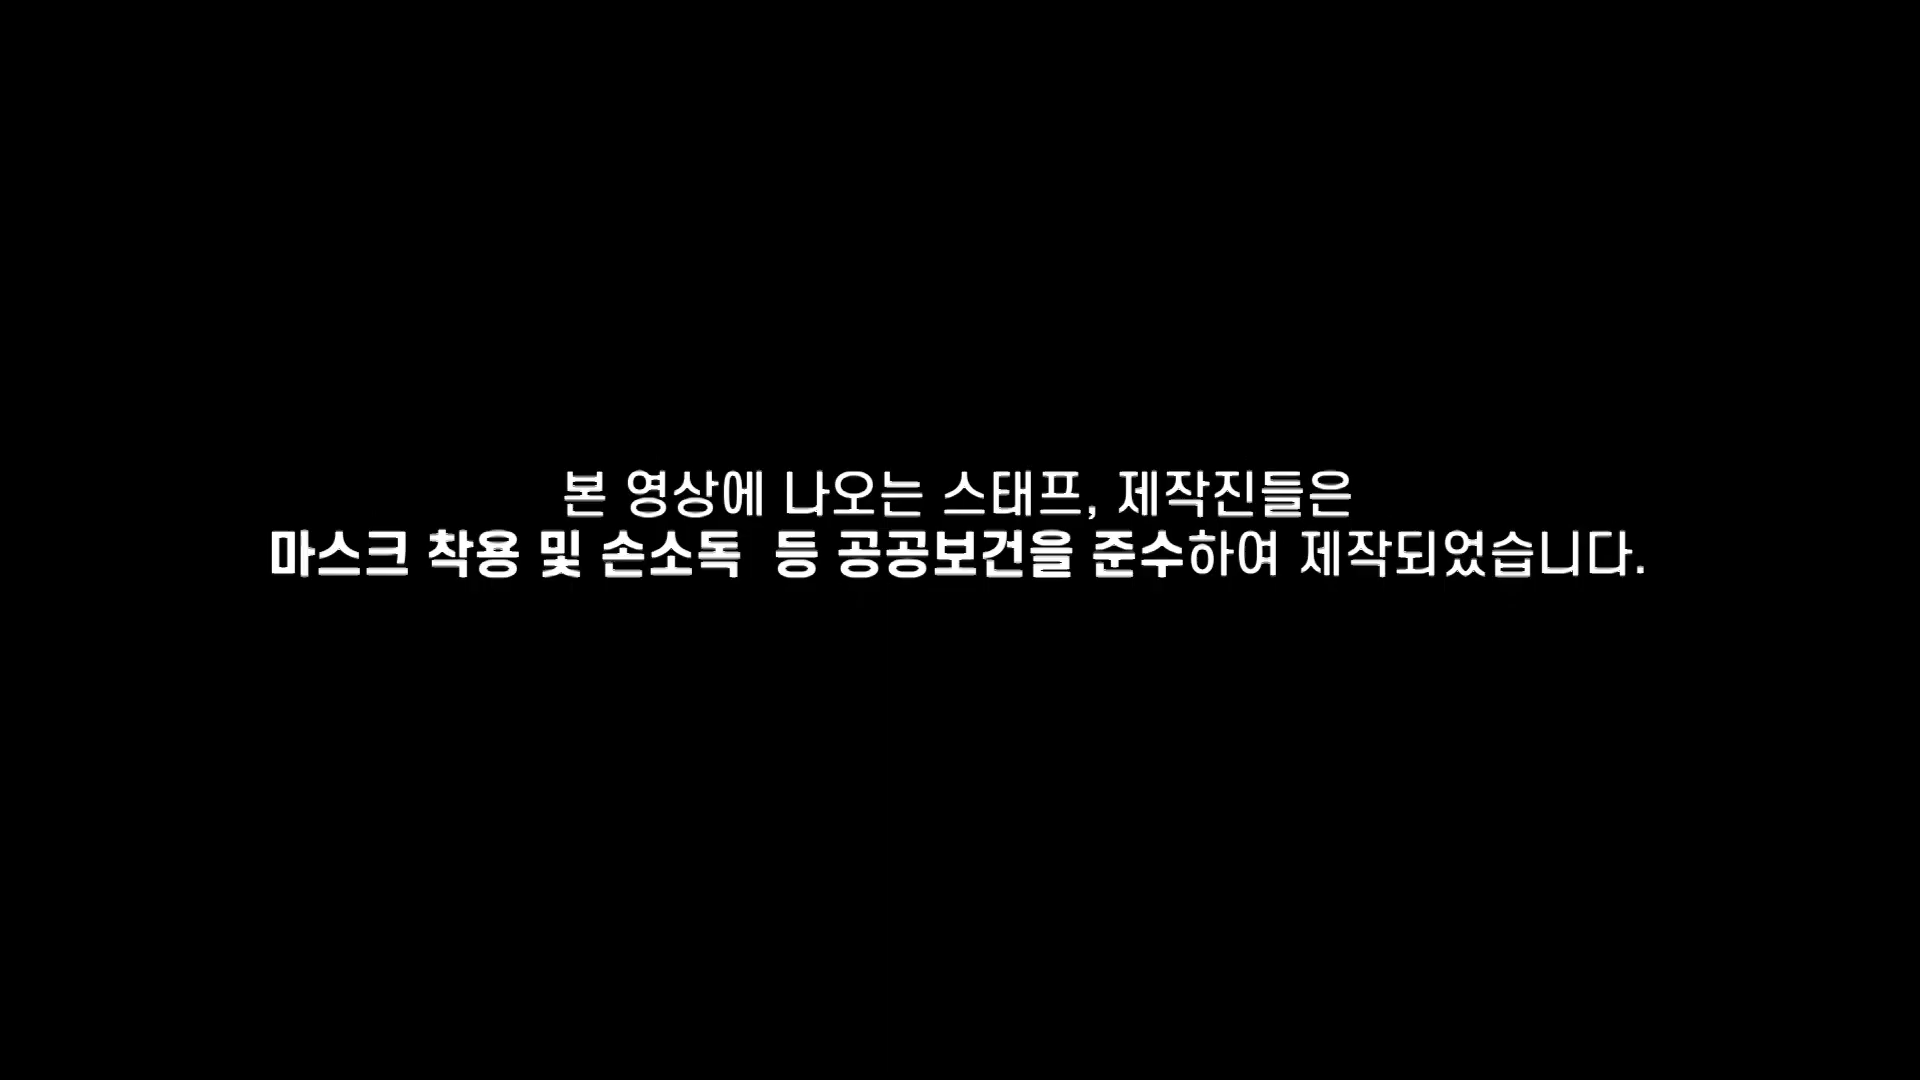 본 영상에 나오는 스태프, 제작진들은
마스크 착용 및 손소독  등 공공보건을 준수하여 제작되었습니다.